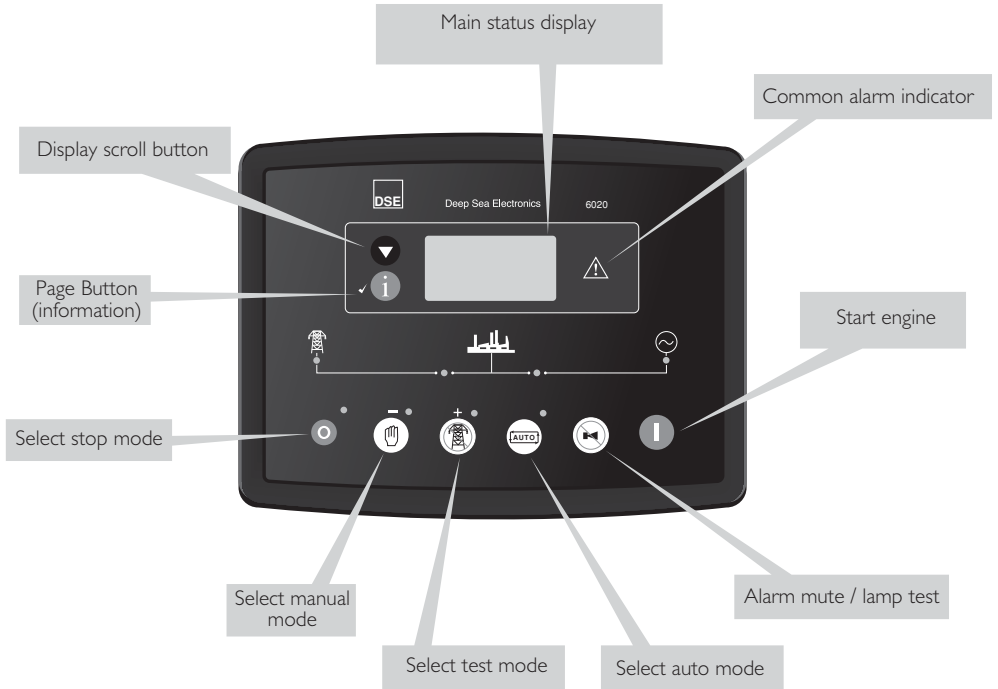 Main status display
Common alarm indicator
Display scroll button
DSE
Deep Sea Electronics
6020
Page Button
(information)
i
Start engine
Select stop mode
O
AUTO
I
Select manual
mode
Alarm mute / lamp test
Select test mode
Select auto mode